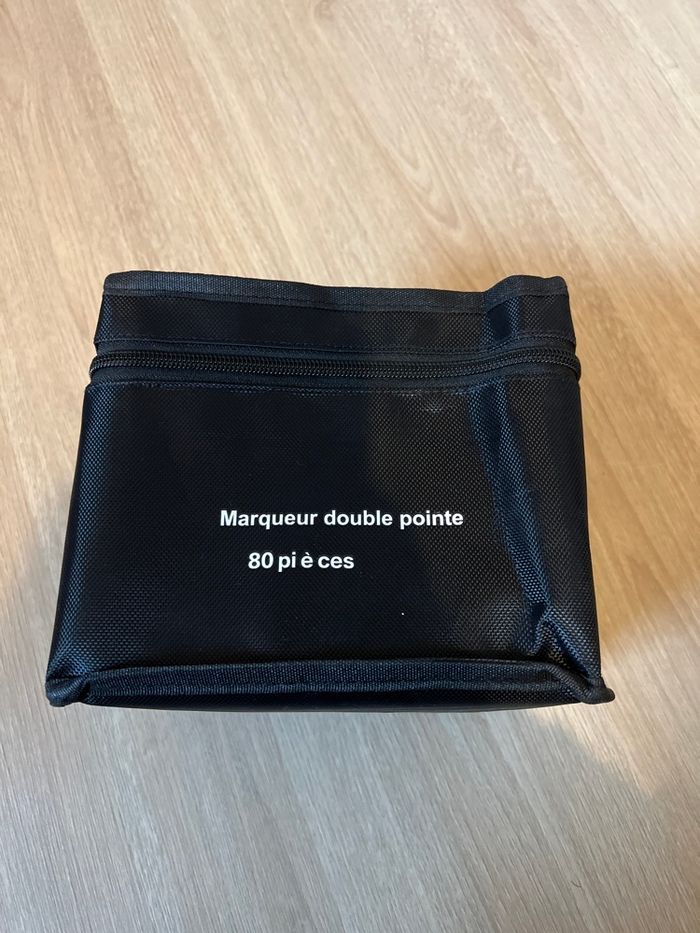 Marqueur double pointe
80 pi è ces